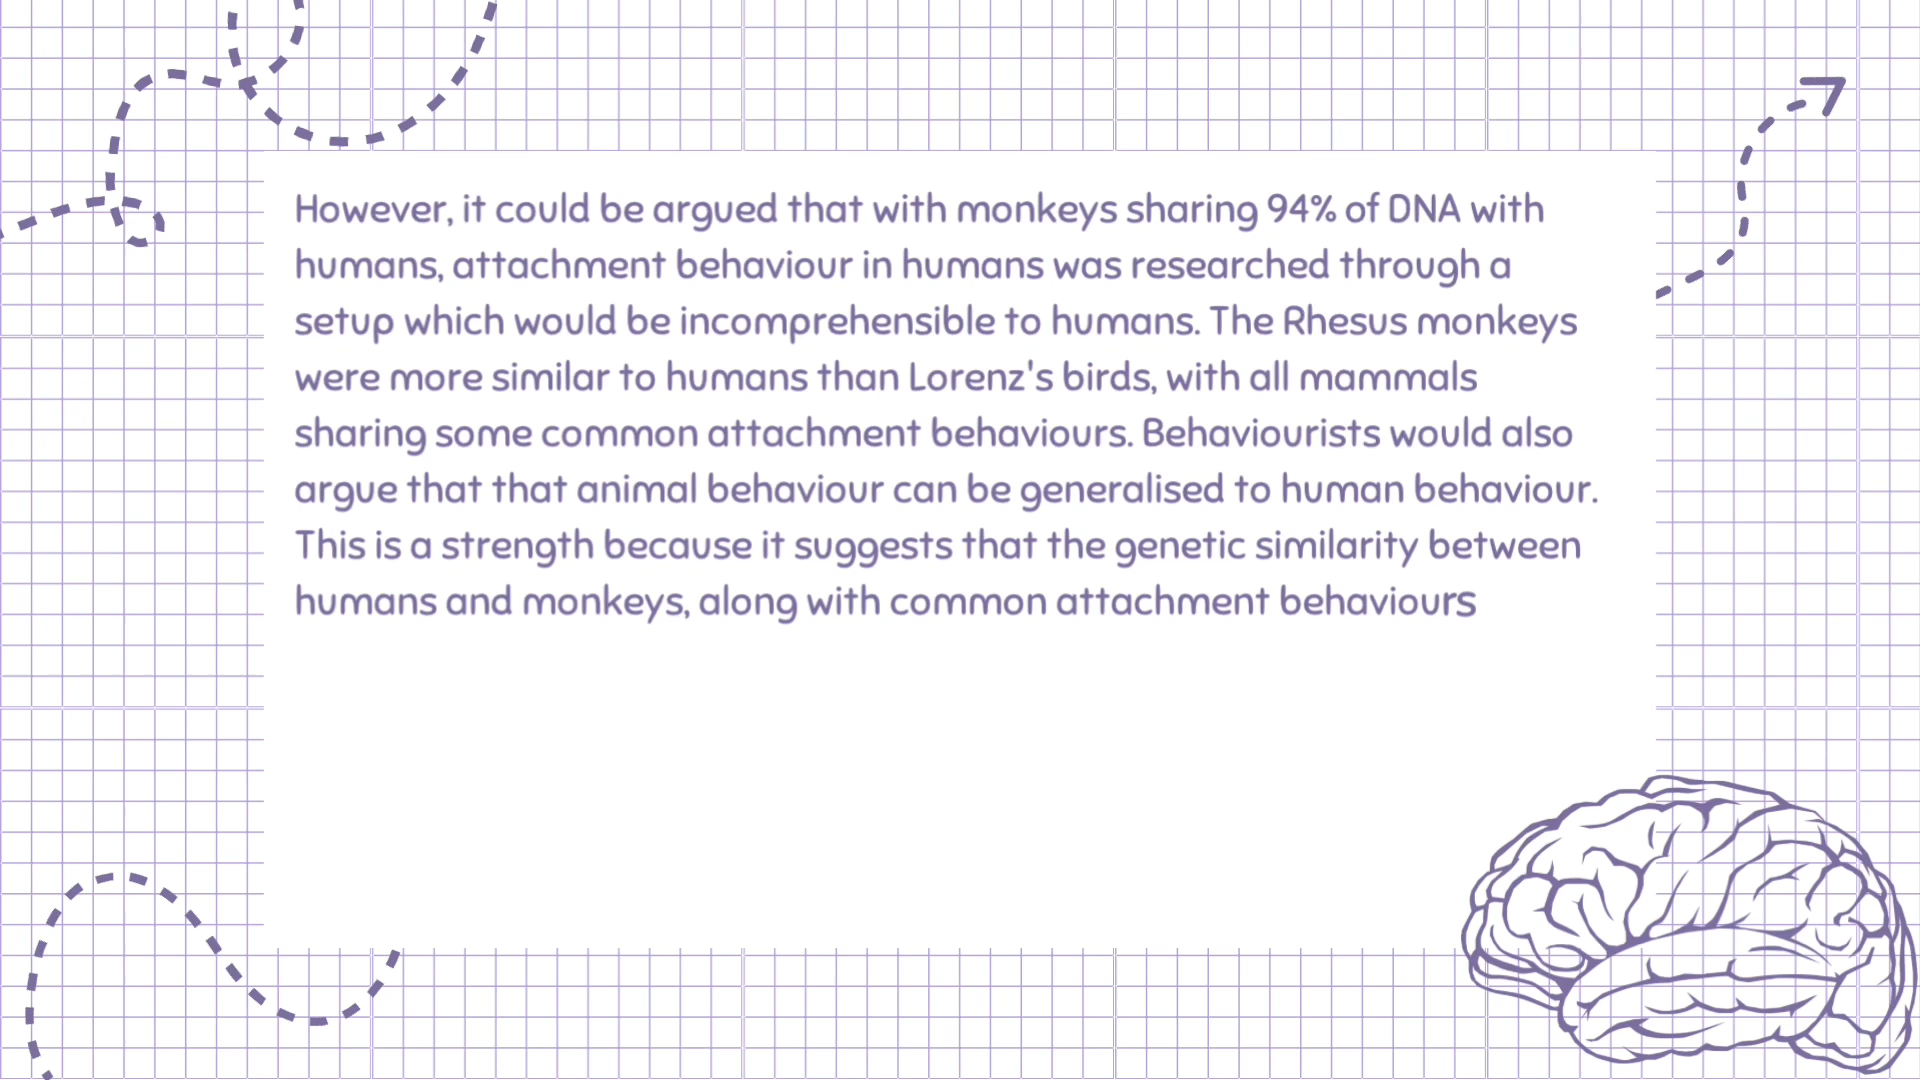 However, it could be argued that with monkeys sharing 94% of DNA with
humans, attachment behaviour in humans was researched through a
setup which would be incomprehensible to humans. The Rhesus monkeys
were more similar to humans than Lorenz's birds, with all mammals
sharing some common attachment behaviours. Behaviourists would also
argue that that animal behaviour can be generalised to human behaviour.
This is a strength because it suggests that the genetic similarity between
humans and monkeys, along with common attachment behaviours